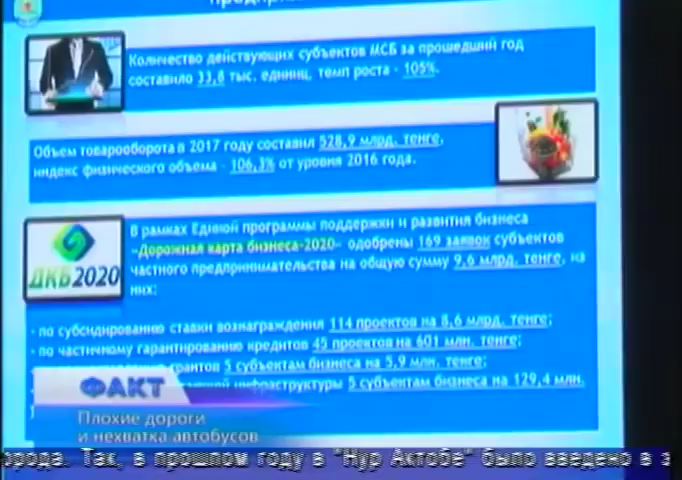 Количество действующих субъектов МСБ за прошедший год
составило 33,8 тыс. единиц, темп роста - 105%.
Объем товарооборота в 2017 году составил 528,9 млрд. тенге,
индекс физического объема - 106,3% от уровня 2016 года.
В рамках Единой программы поддержки и развития бизнеса
«Дорожная карта бизнеса-2020» одобрены 169 заявок субъектов
частного предпринимательства на общую сумму 9,6 млрд. тенге, из
них:
ДКБ2020
- по субсидированию ставки вознаграждения 114 проектов на 8,6 млрд. тенге;
- по частичному гарантированию кредитов 45 проектов на 601 млн. тенге;
грантов 5 субъектам бизнеса на 5,9 млн. тенге;
инфраструктуры 5 субъектам бизнеса на 129,4 млн.
ФАКТ
Плохие дороги
и нехватка автобусов
орода. Так, в прошлом году в "Нур Актобе" было введено в э